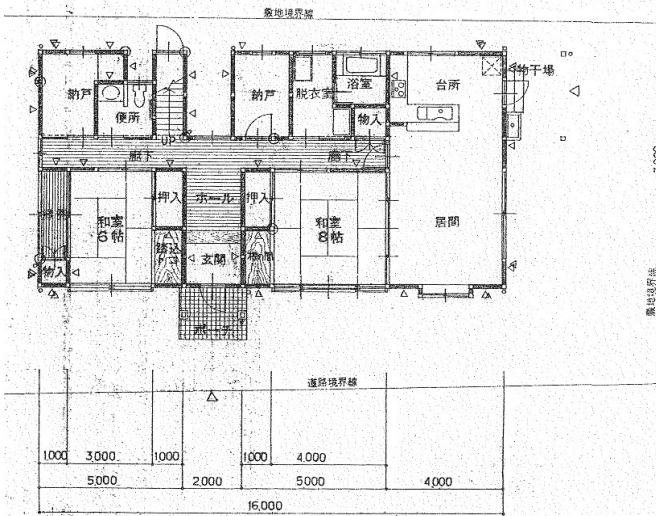 敷地境界線
納戸
便所
UP
納戸
脱衣室
浴室
物入
台所
物干場
廊下
廊下
押入
ホール
押入
和室
6帖
和室
8帖
居間
物入
踏込
トコ
玄関
ポーチ
敷地境界線
道路境界線
1,000
3,000
1,000
1,000
4,000
5,000
2,000
5,000
4,000
16,000